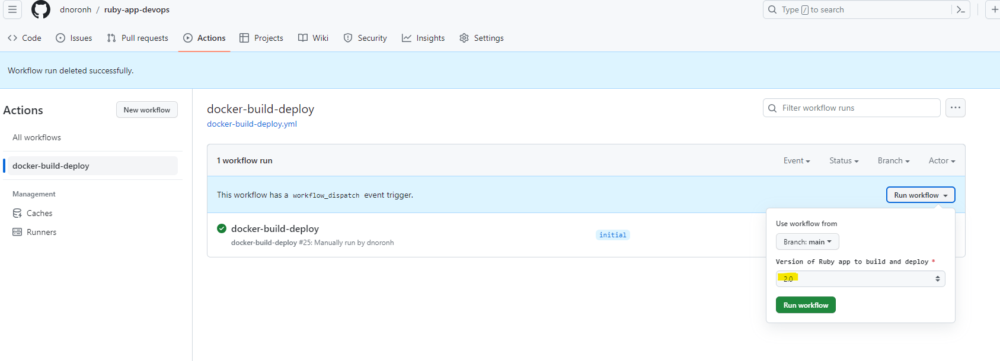 dnoronh / ruby-app-devops
Type / to search
Code Issues Pull requests Actions Projects Wiki Security Insights Settings
Workflow run deleted successfully.
Actions
New workflow
All workflows
docker-build-deploy
Management
Caches
Runners
docker-build-deploy
docker-build-deploy.yml
Filter workflow runs
1 workflow run
Event Status Branch Actor
This workflow has a workflow_dispatch event trigger.
Run workflow
docker-build-deploy
docker-build-deploy #25: Manually run by dnoronh
initial
Use workflow from
Branch: main
Version of Ruby app to build and deploy *
2.0
Run workflow